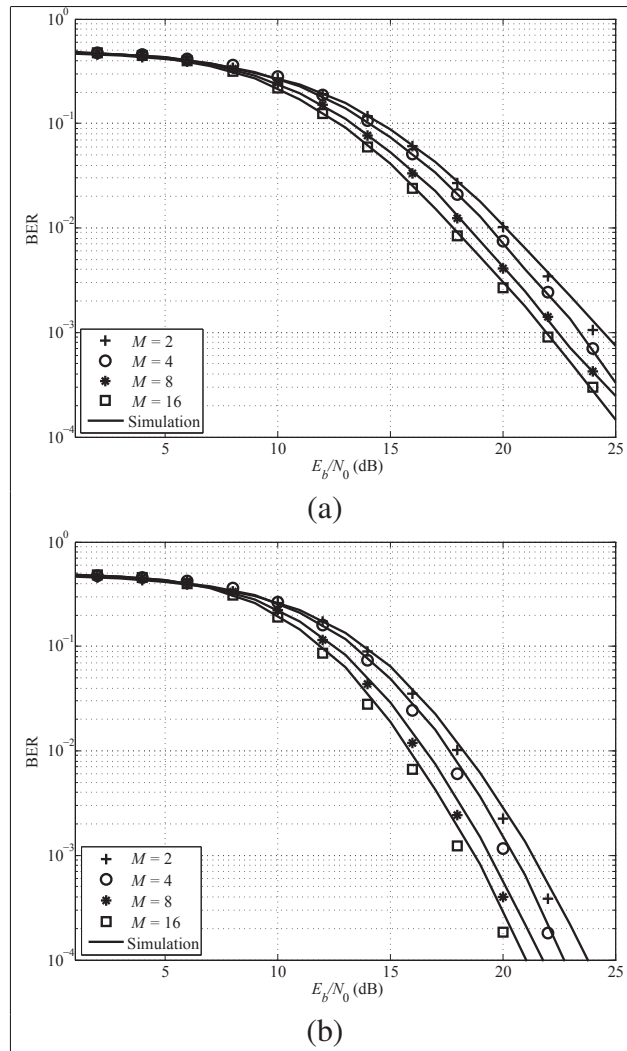 10^0
10^-1
10^-2
10^-3
10^-4
BER
M = 2
M = 4
M = 8
M = 16
Simulation
5 10 15 20 25
E_b/N_0 (dB)
(a)
10^0
10^-1
10^-2
10^-3
10^-4
BER
M = 2
M = 4
M = 8
M = 16
Simulation
5 10 15 20 25
E_b/N_0 (dB)
(b)